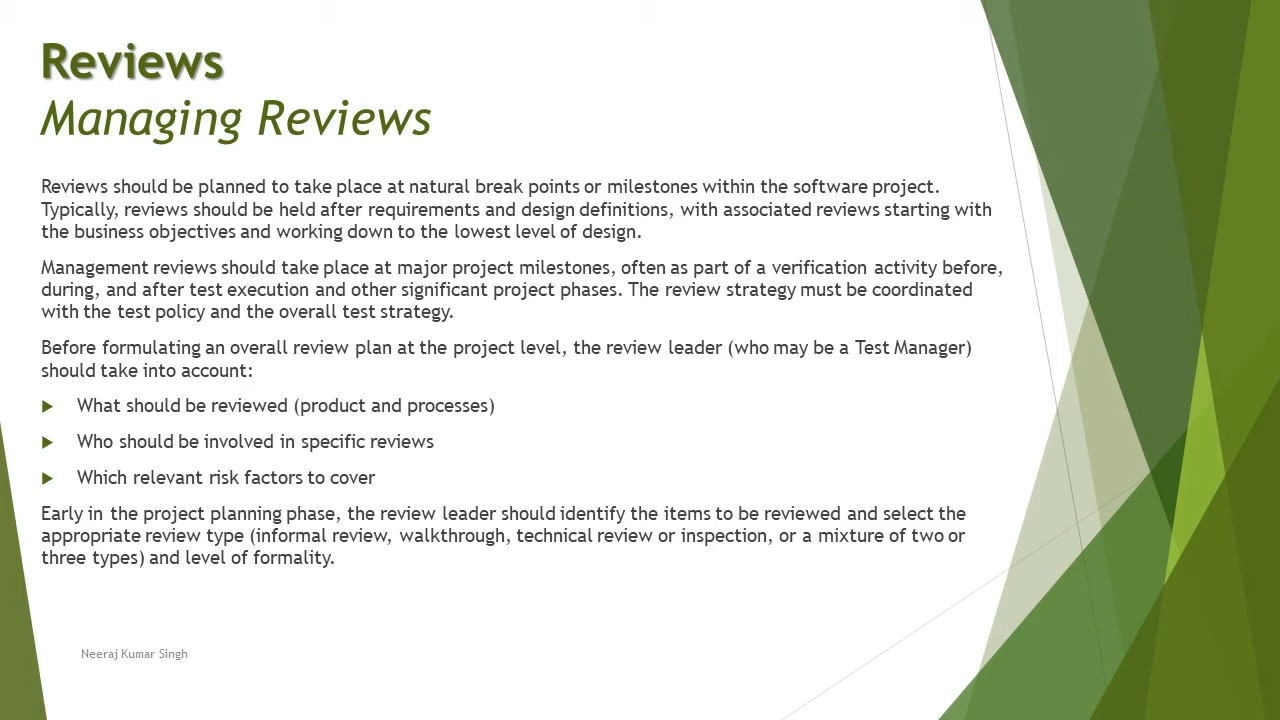 Reviews
Managing Reviews
Reviews should be planned to take place at natural break points or milestones within the software project.
Typically, reviews should be held after requirements and design definitions, with associated reviews starting with
the business objectives and working down to the lowest level of design.
Management reviews should take place at major project milestones, often as part of a verification activity before,
during, and after test execution and other significant project phases. The review strategy must be coordinated
with the test policy and the overall test strategy.
Before formulating an overall review plan at the project level, the review leader (who may be a Test Manager)
should take into account:
What should be reviewed (product and processes)
Who should be involved in specific reviews
Which relevant risk factors to cover
Early in the project planning phase, the review leader should identify the items to be reviewed and select the
appropriate review type (informal review, walkthrough, technical review or inspection, or a mixture of two or
three types) and level of formality.
Neeraj Kumar Singh